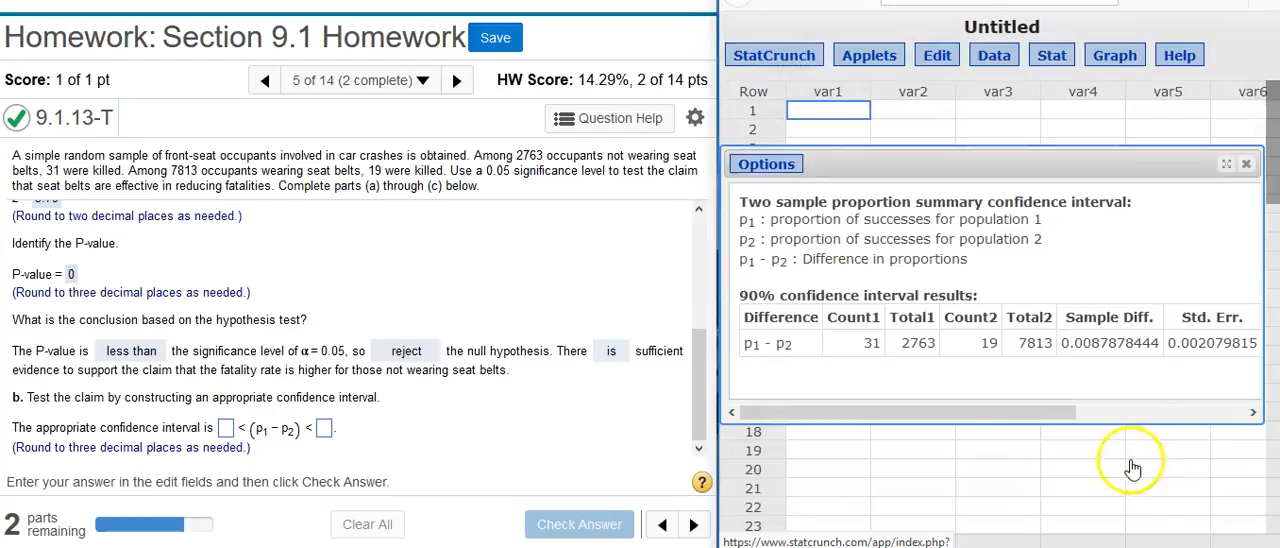 Homework: Section 9.1 Homework Save
Score: 1 of 1 pt
5 of 14 (2 complete)
HW Score: 14.29%, 2 of 14 pts
9.1.13-T
Question Help
A simple random sample of front-seat occupants involved in car crashes is obtained. Among 2763 occupants not wearing seat
belts, 31 were killed. Among 7813 occupants wearing seat belts, 19 were killed. Use a 0.05 significance level to test the claim
that seat belts are effective in reducing fatalities. Complete parts (a) through (c) below.
(Round to two decimal places as needed.)
Identify the P-value.
P-value = 0
(Round to three decimal places as needed.)
What is the conclusion based on the hypothesis test?
The P-value is less than the significance level of α = 0.05, so reject the null hypothesis. There is sufficient
evidence to support the claim that the fatality rate is higher for those not wearing seat belts.
b. Test the claim by constructing an appropriate confidence interval.
The appropriate confidence interval is < (p1 − p2) < .
(Round to three decimal places as needed.)
Enter your answer in the edit fields and then click Check Answer.
?
2 parts
remaining
Clear All
Check Answer
Untitled
StatCrunch Applets Edit Data Stat Graph Help
Row var1 var2 var3 var4 var5 var6
1
2
Options
Two sample proportion summary confidence interval:
p1 : proportion of successes for population 1
p2 : proportion of successes for population 2
p1 - p2 : Difference in proportions
90% confidence interval results:
Difference Count1 Total1 Count2 Total2 Sample Diff. Std. Err.
p1 - p2 31 2763 19 7813 0.0087878444 0.002079815
18
19
20
21
22
23
https://www.statcrunch.com/app/index.php?